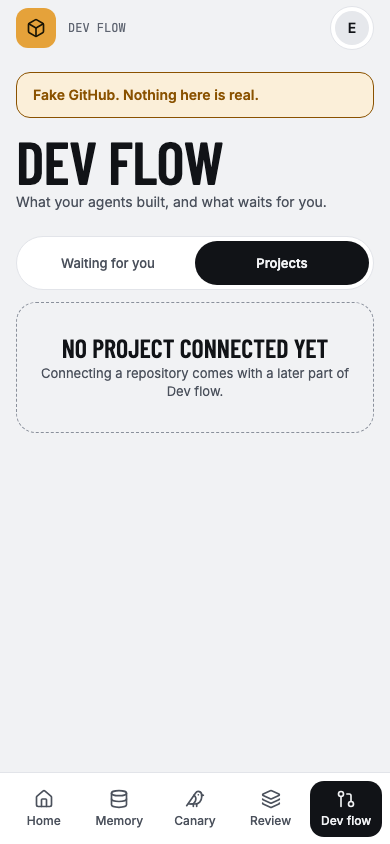 DEV FLOW
E
Fake GitHub. Nothing here is real.
DEV FLOW
What your agents built, and what waits for you.
Waiting for you
Projects
NO PROJECT CONNECTED YET
Connecting a repository comes with a later part of
Dev flow.
Home
Memory
Canary
Review
Dev flow